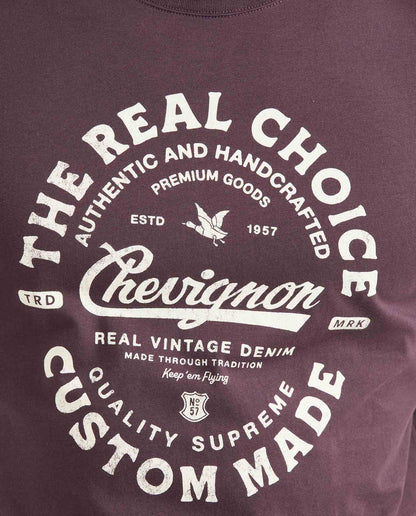 THE REAL CHOICE
AUTHENTIC AND HANDCRAFTED
PREMIUM GOODS
ESTD 1957
Chevignon
TRD MRK
REAL VINTAGE DENIM
MADE THROUGH TRADITION
Keep 'em Flying
No 57
QUALITY SUPREME
CUSTOM MADE